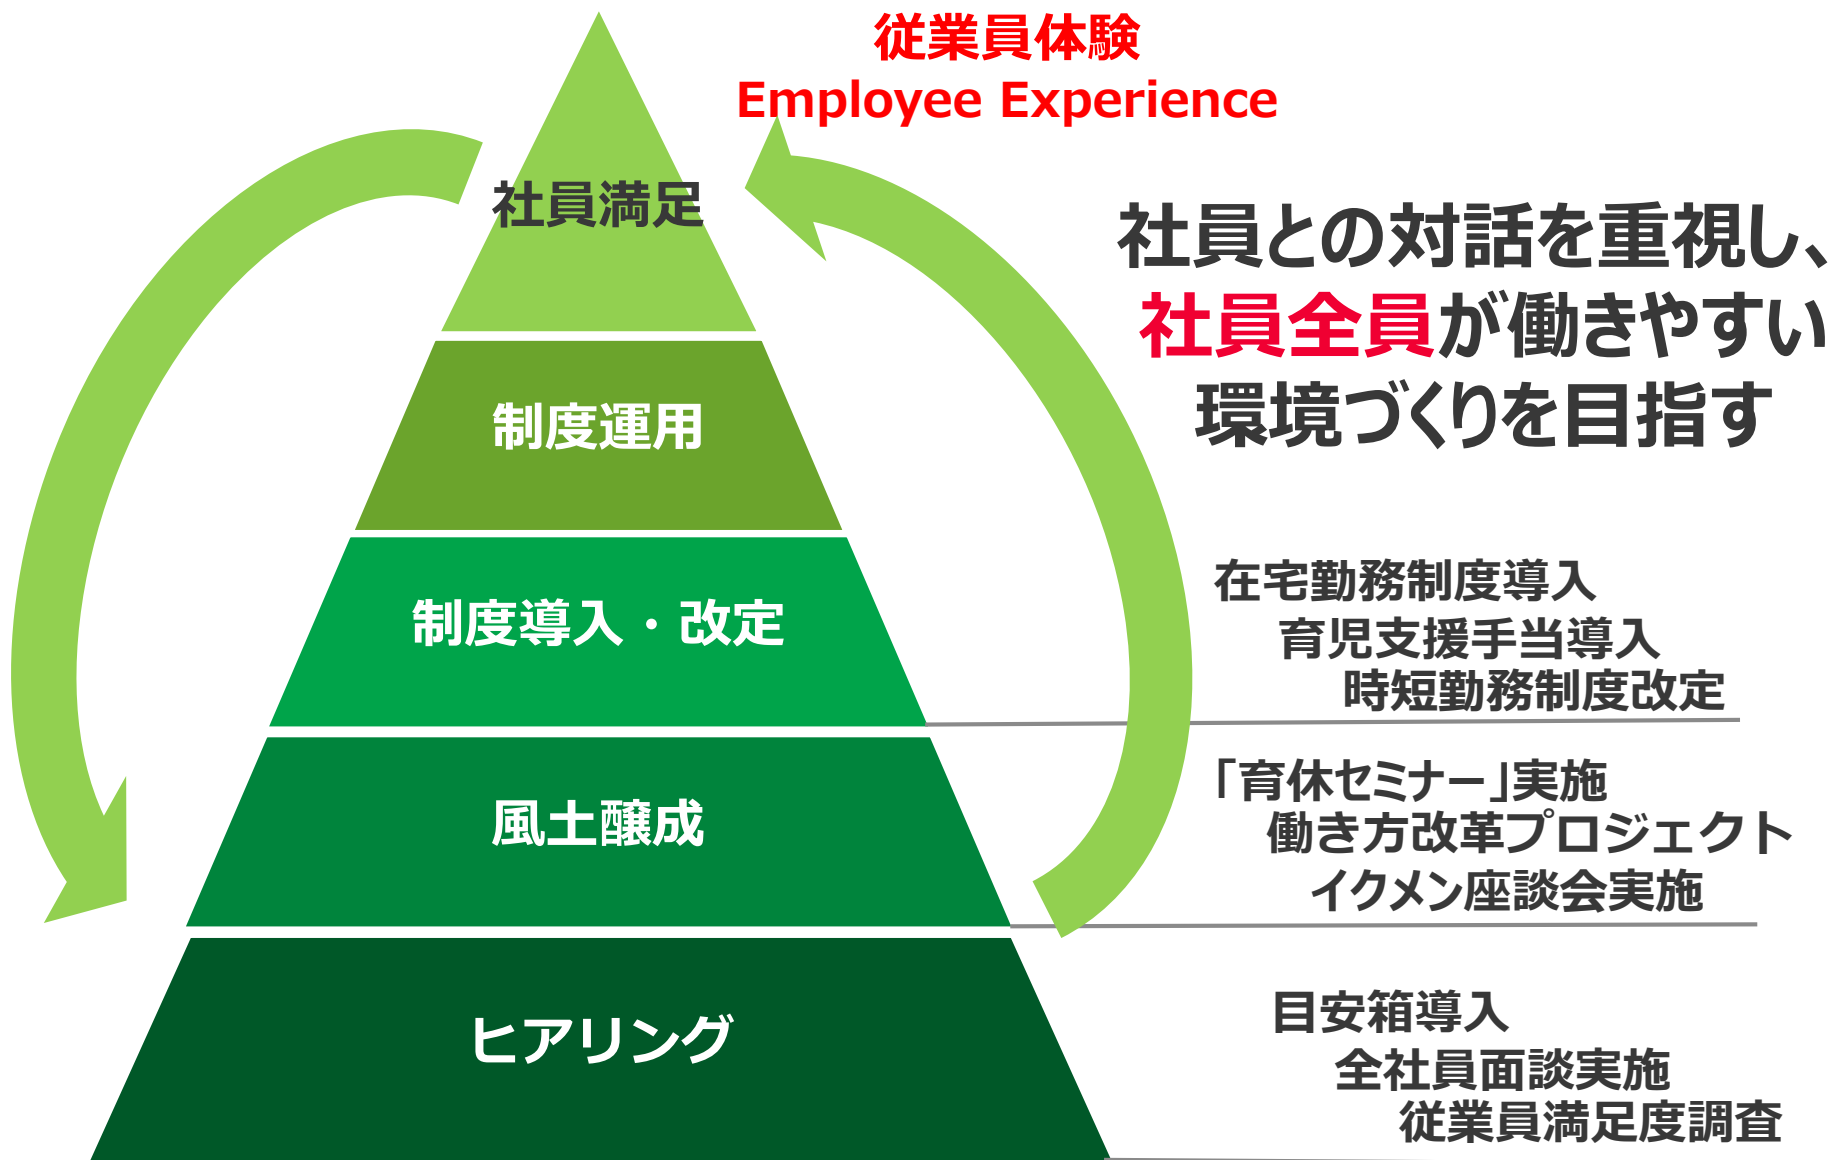 従業員体験
Employee Experience
社員満足
社員との対話を重視し、
社員全員が働きやすい
環境づくりを目指す
制度運用
制度導入・改定
在宅勤務制度導入
育児支援手当導入
時短勤務制度改定
風土醸成
「育休セミナー」実施
働き方改革プロジェクト
イクメン座談会実施
ヒアリング
目安箱導入
全社員面談実施
従業員満足度調査